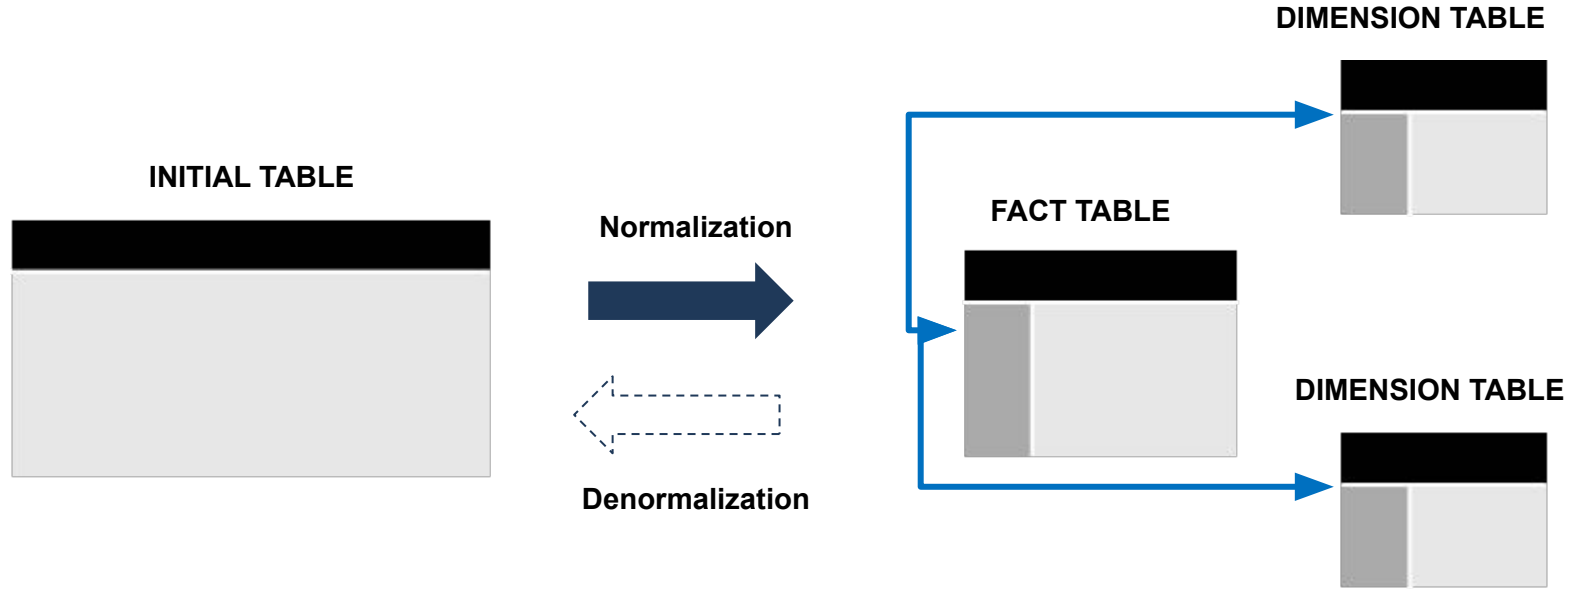 DIMENSION TABLE
INITIAL TABLE
Normalization
FACT TABLE
DIMENSION TABLE
Denormalization